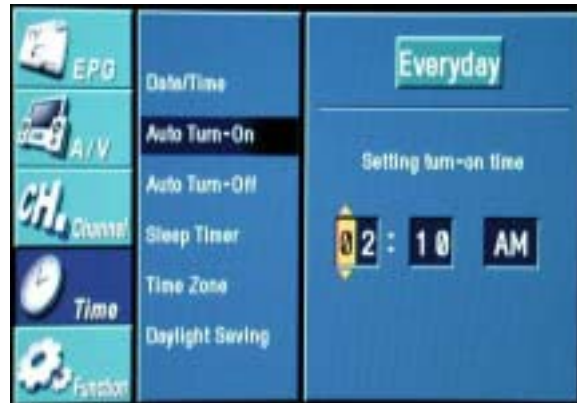 EPG
A/V
CH. Channel
Time
Function
Date/Time
Auto Turn-On
Auto Turn-Off
Sleep Timer
Time Zone
Daylight Saving
Everyday
Setting turn-on time
02:10 AM